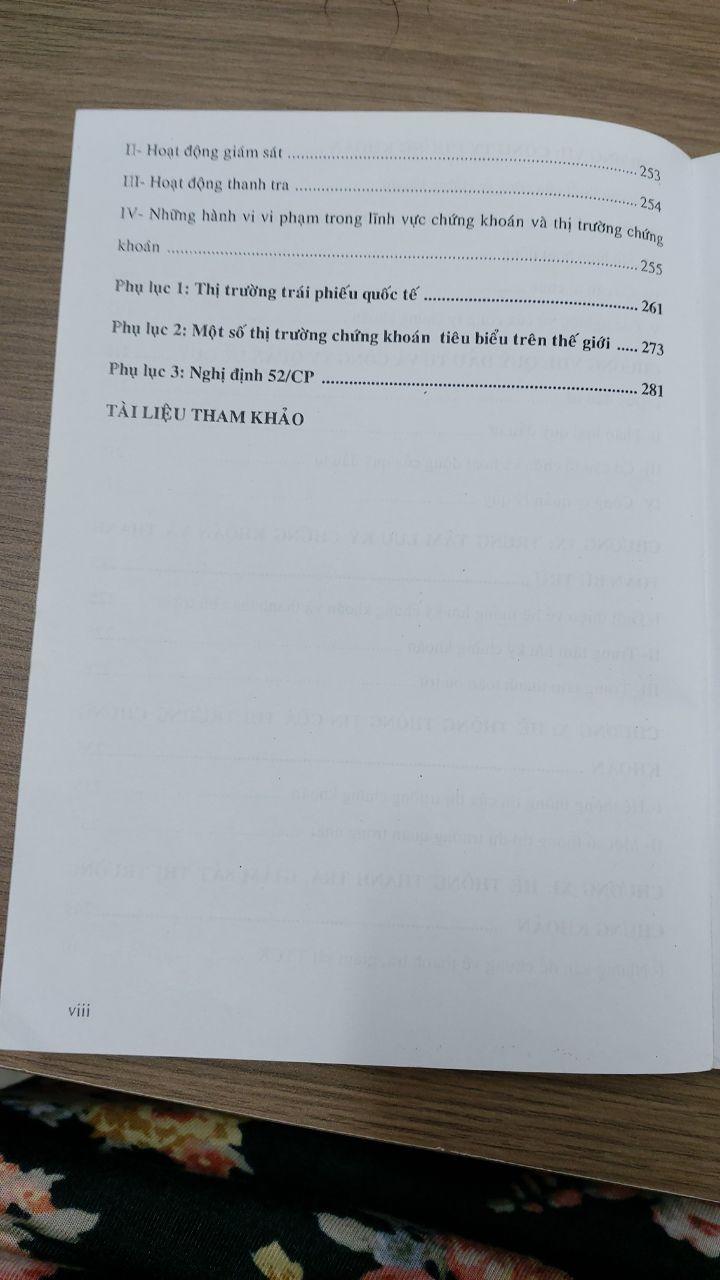 II- Hoạt động giám sát ........................................ 253
III- Hoạt động thanh tra ........................................ 254
IV- Những hành vi vi phạm trong lĩnh vực chứng khoán và thị trường chứng
khoán ........................................ 255
Phụ lục 1: Thị trường trái phiếu quốc tế ........................................ 261
Phụ lục 2: Một số thị trường chứng khoán tiêu biểu trên thế giới ..... 273
Phụ lục 3: Nghị định 52/CP ........................................ 281
TÀI LIỆU THAM KHẢO
viii